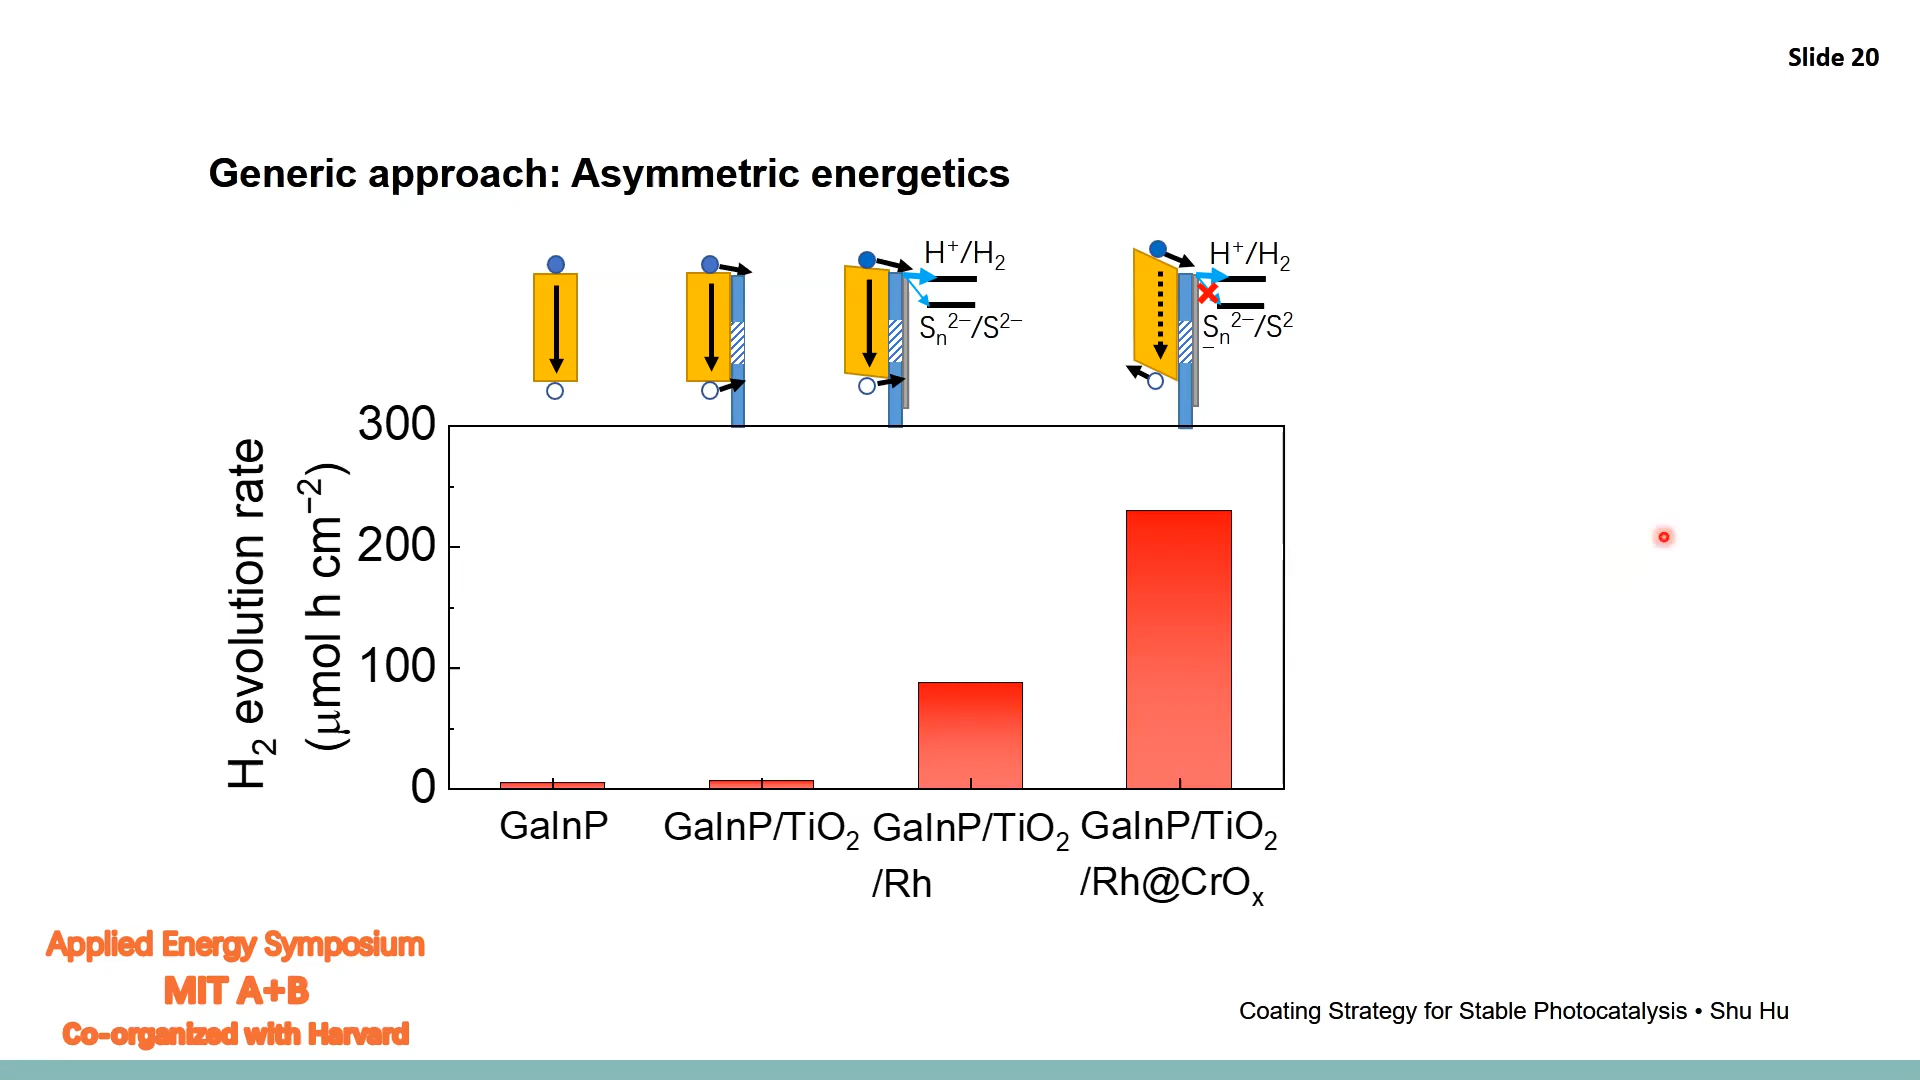 Slide 20
Generic approach: Asymmetric energetics
H⁺/H₂
Sₙ²⁻/S²⁻
H⁺/H₂
Sₙ²⁻/S²
⁻
H₂ evolution rate
(μmol h cm⁻²)
300
200
100
0
GaInP
GaInP/TiO₂
GaInP/TiO₂
/Rh
GaInP/TiO₂
/Rh@CrOₓ
Applied Energy Symposium
MIT A+B
Co-organized with Harvard
Coating Strategy for Stable Photocatalysis • Shu Hu